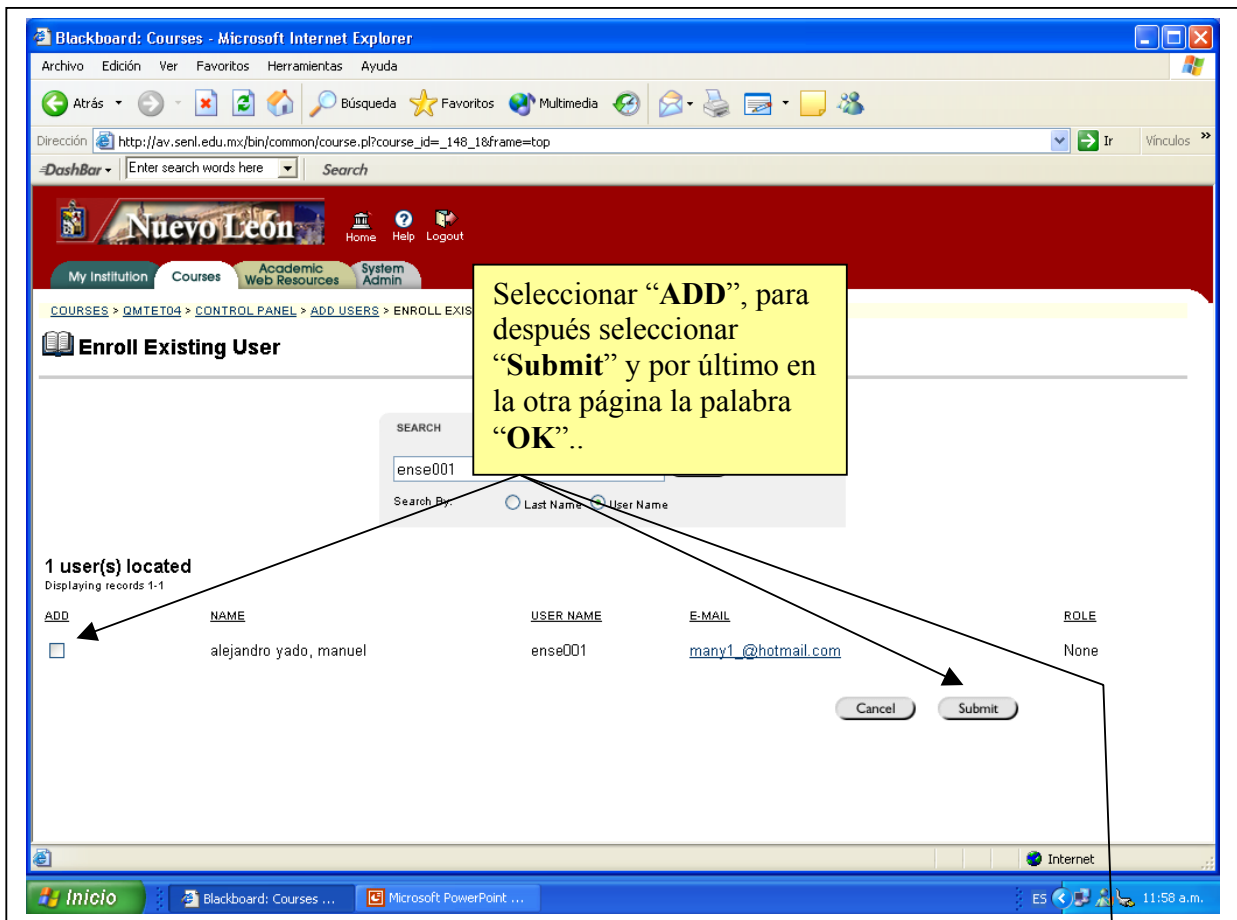 Blackboard: Courses - Microsoft Internet Explorer
Archivo Edición Ver Favoritos Herramientas Ayuda
Atrás Búsqueda Favoritos Multimedia
Dirección http://av.senl.edu.mx/bin/common/course.pl?course_id=_148_1&frame=top Ir Vínculos »
DashBar Enter search words here Search
Nuevo León Home Help Logout
My Institution Courses Academic Web Resources System Admin
COURSES > QMTET04 > CONTROL PANEL > ADD USERS > ENROLL EXIS
Enroll Existing User
Seleccionar “ADD”, para
después seleccionar
“Submit” y por último en
la otra página la palabra
“OK”..
SEARCH
ense001
Search By: Last Name User Name
1 user(s) located
Displaying records 1-1
ADD NAME USER NAME E-MAIL ROLE
alejandro yado, manuel ense001 many1_@hotmail.com None
Cancel Submit
Internet
Inicio Blackboard: Courses ... Microsoft PowerPoint ... ES 11:58 a.m.